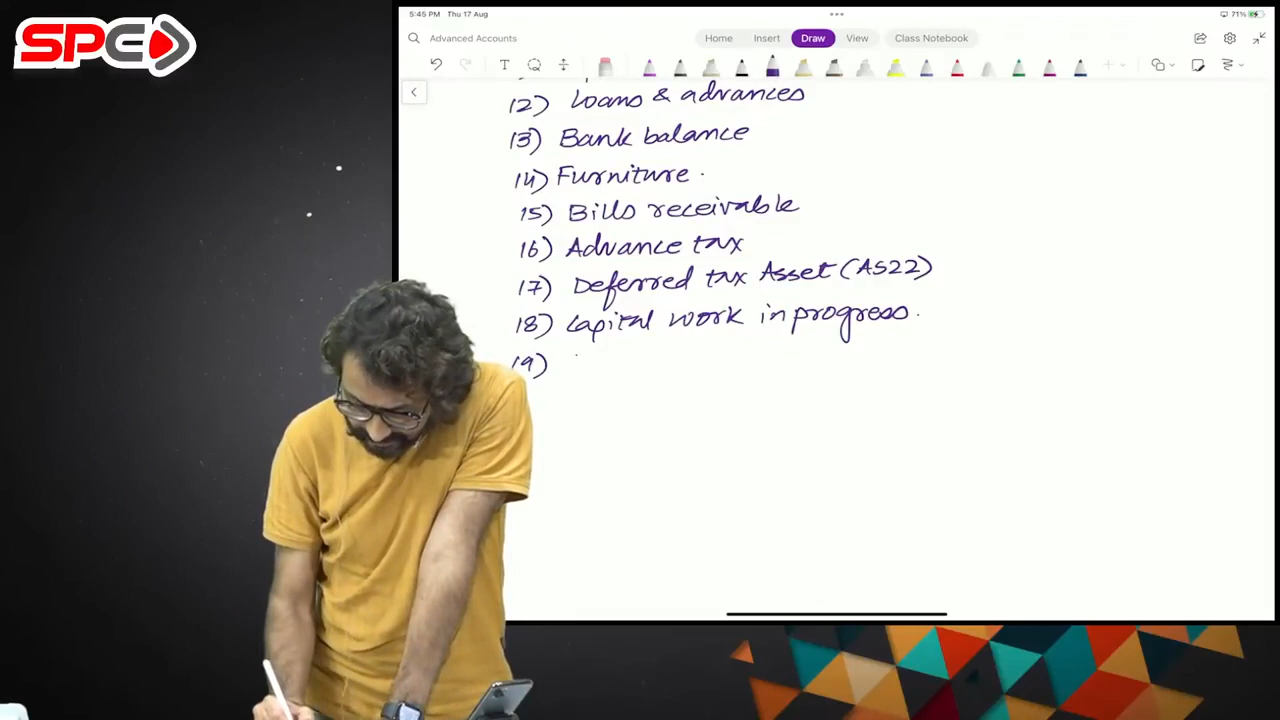 SPE
5:45 PM Thu 17 Aug
71%
Advanced Accounts
Home Insert Draw View Class Notebook
12) Loans & advances
13) Bank balance
14) Furniture.
15) Bills receivable
16) Advance tax
17) Deferred tax Asset (AS22)
18) Capital work in progress.
19)